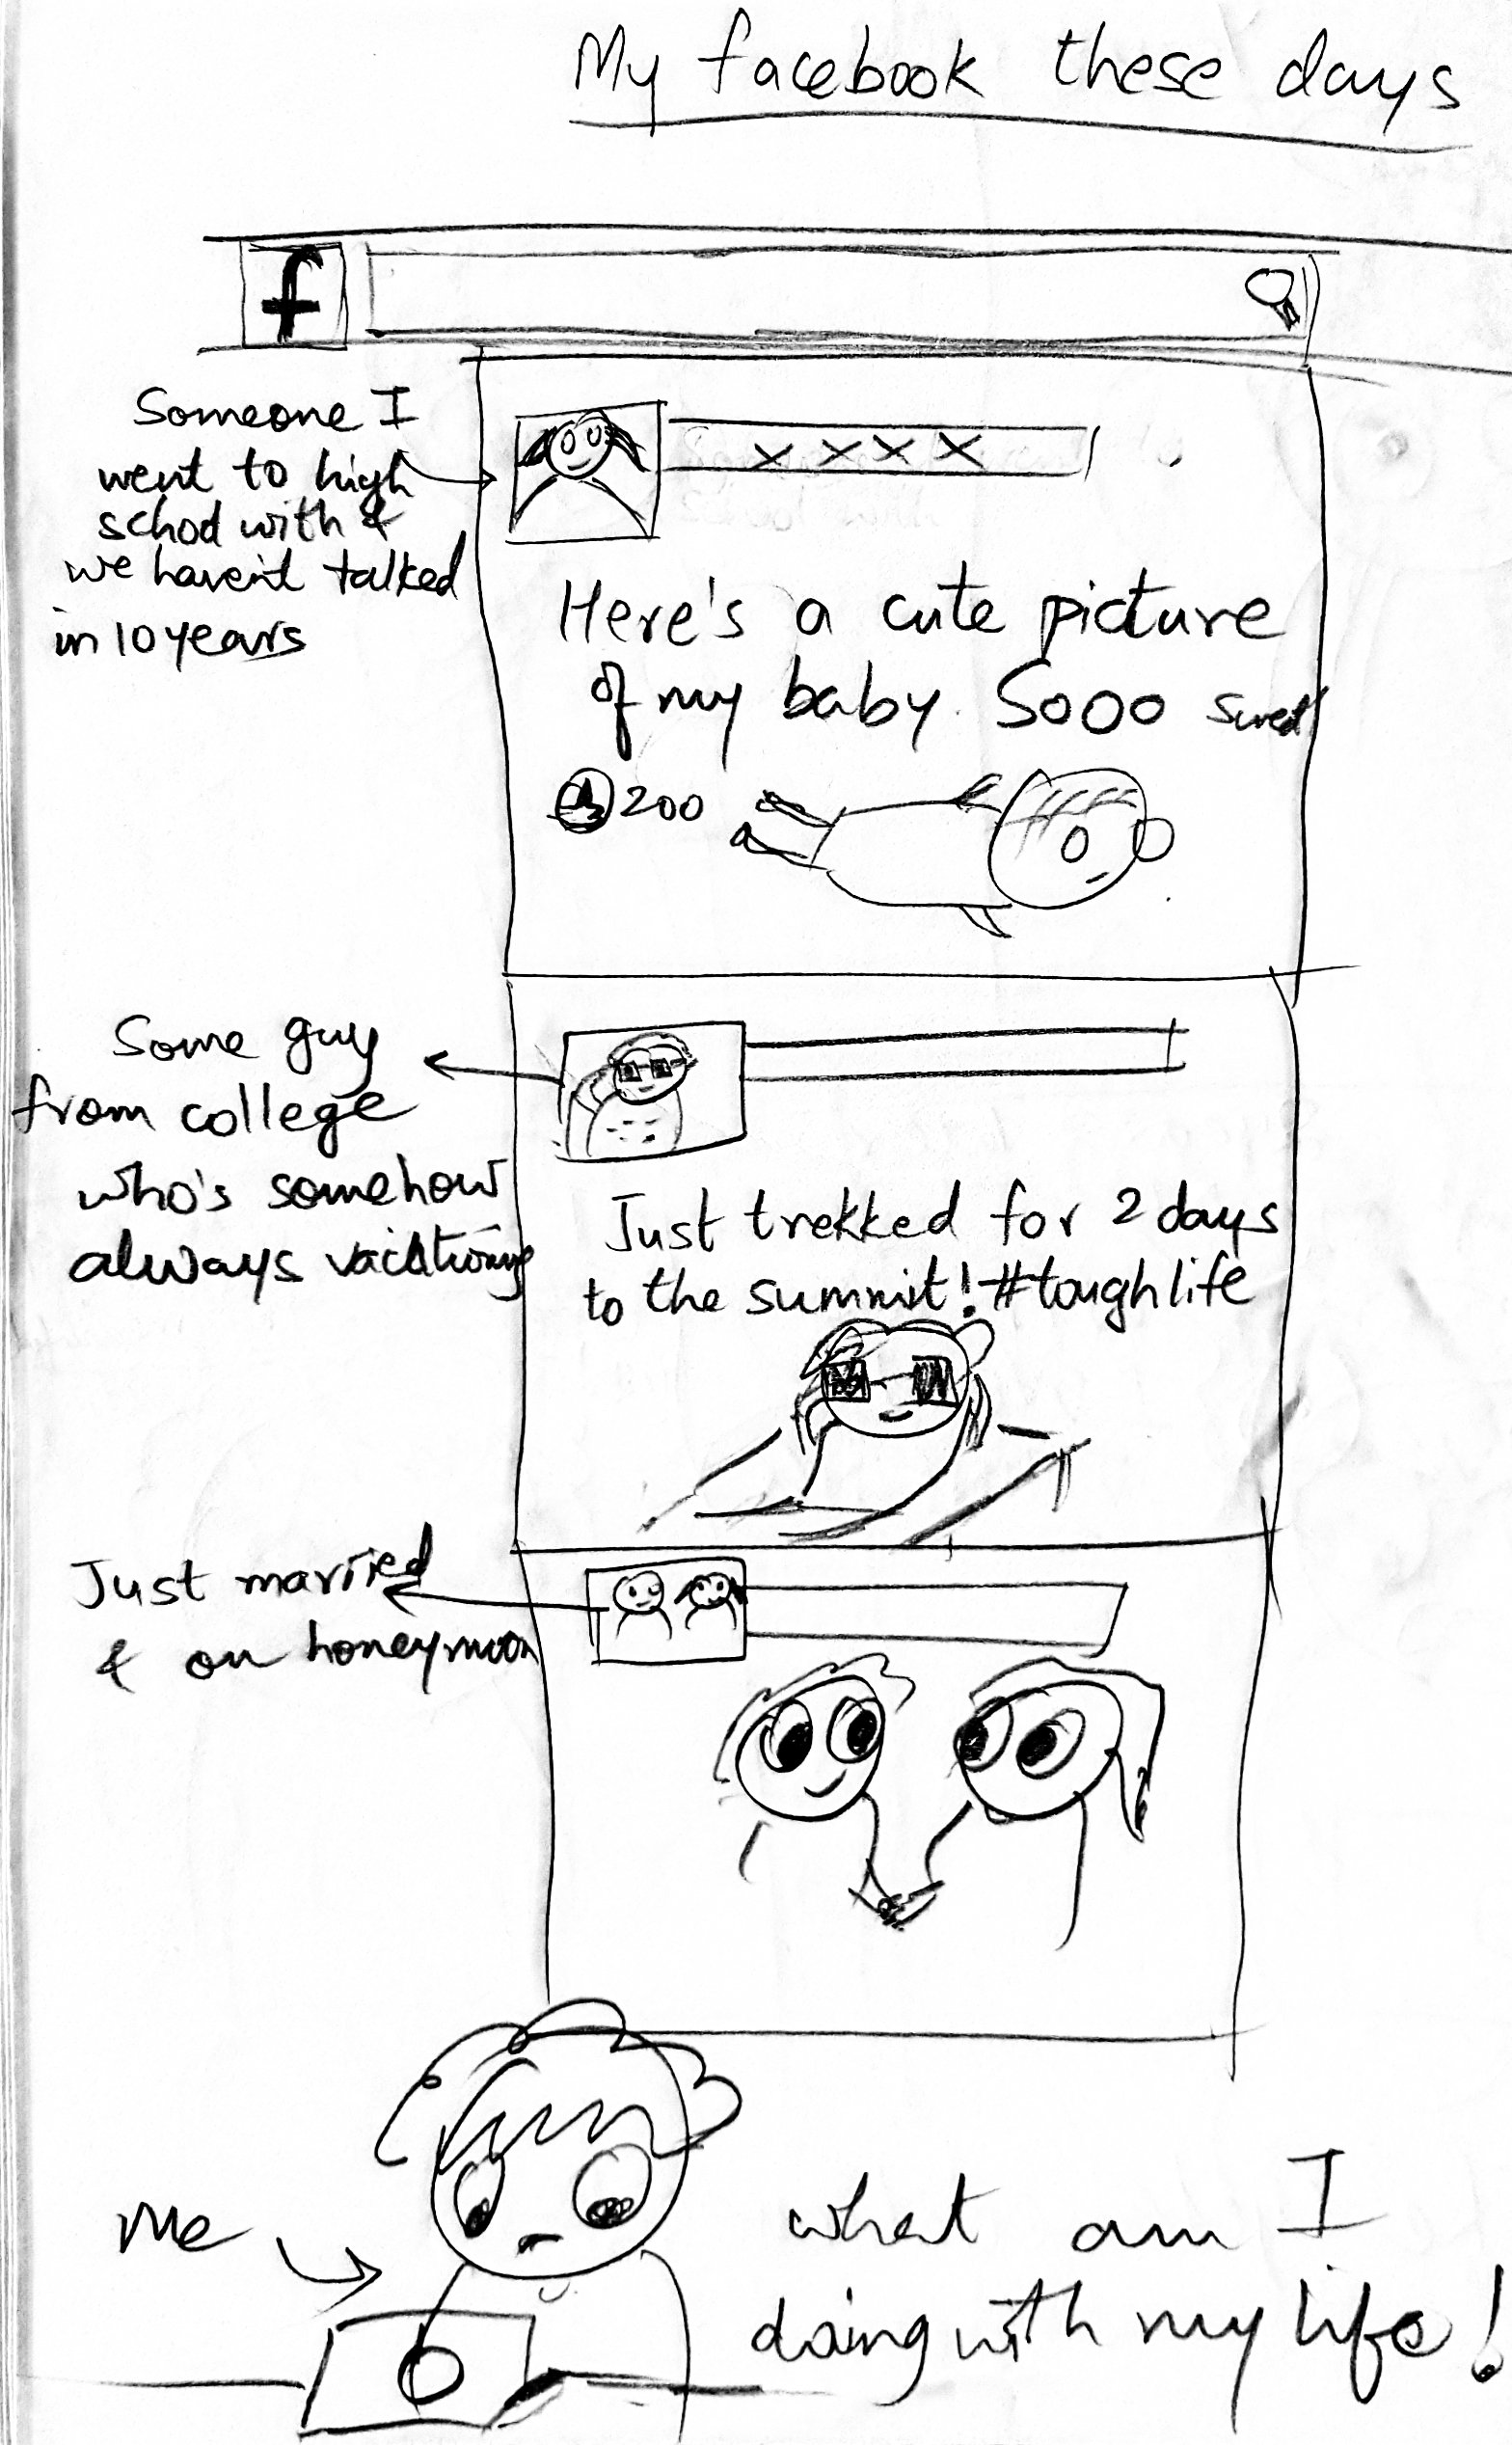 My facebook these days
f
Someone I
went to high
school with &
we haven't talked
in 10 years
x x x x
Here's a cute picture
of my baby. Sooo sweet
200
Some guy
from college
who's somehow
always vacationing
Just trekked for 2 days
to the summit! #toughlife
Just married
& on honeymoon
Me
what am I
doing with my life!